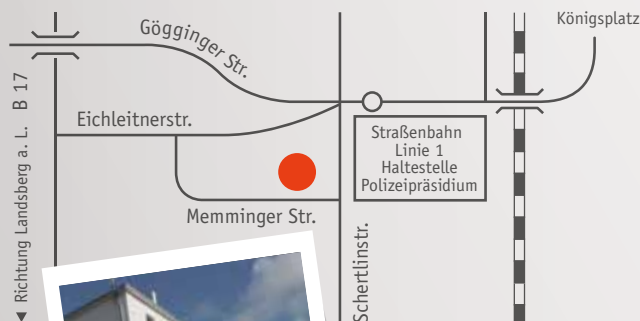 Königsplatz
Gögginger Str.
Richtung Landsberg a. L. B 17
Eichleitnerstr.
Straßenbahn
Linie 1
Haltestelle
Polizeipräsidium
Memminger Str.
Schertlinstr.